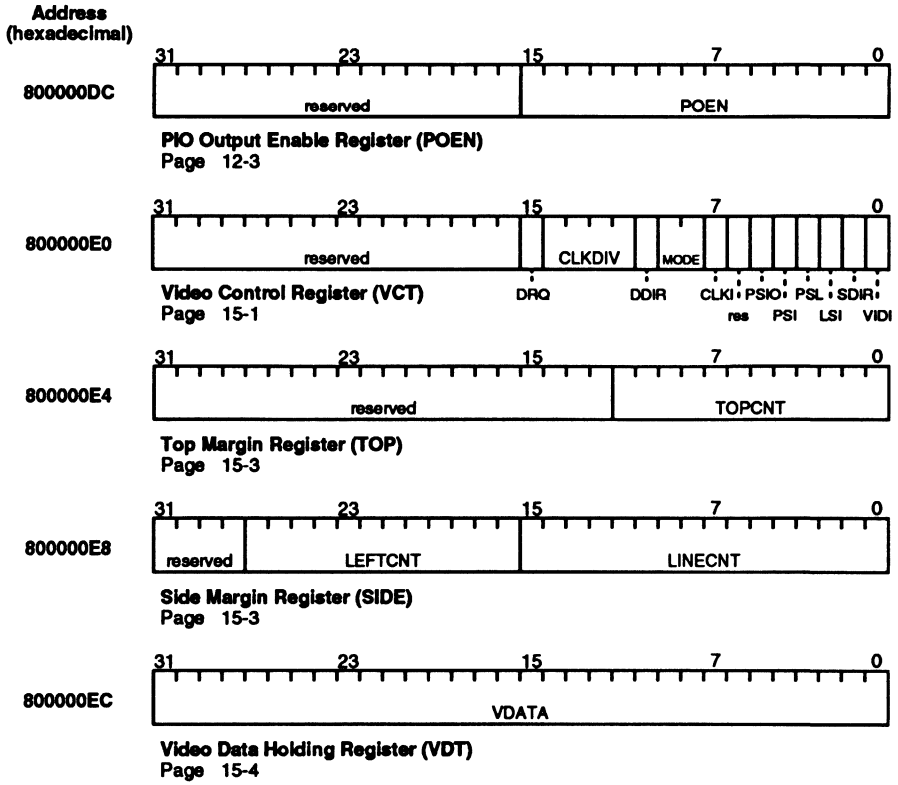 Address
(hexadecimal)
31 23 15 7 0
800000DC
reserved POEN
PIO Output Enable Register (POEN)
Page 12-3
31 23 15 7 0
800000E0
reserved CLKDIV MODE
DRQ DDIR CLKI PSIO PSL SDIR
res PSI LSI VIDI
Video Control Register (VCT)
Page 15-1
31 23 15 7 0
800000E4
reserved TOPCNT
Top Margin Register (TOP)
Page 15-3
31 23 15 7 0
800000E8
reserved LEFTCNT LINECNT
Side Margin Register (SIDE)
Page 15-3
31 23 15 7 0
800000EC
VDATA
Video Data Holding Register (VDT)
Page 15-4